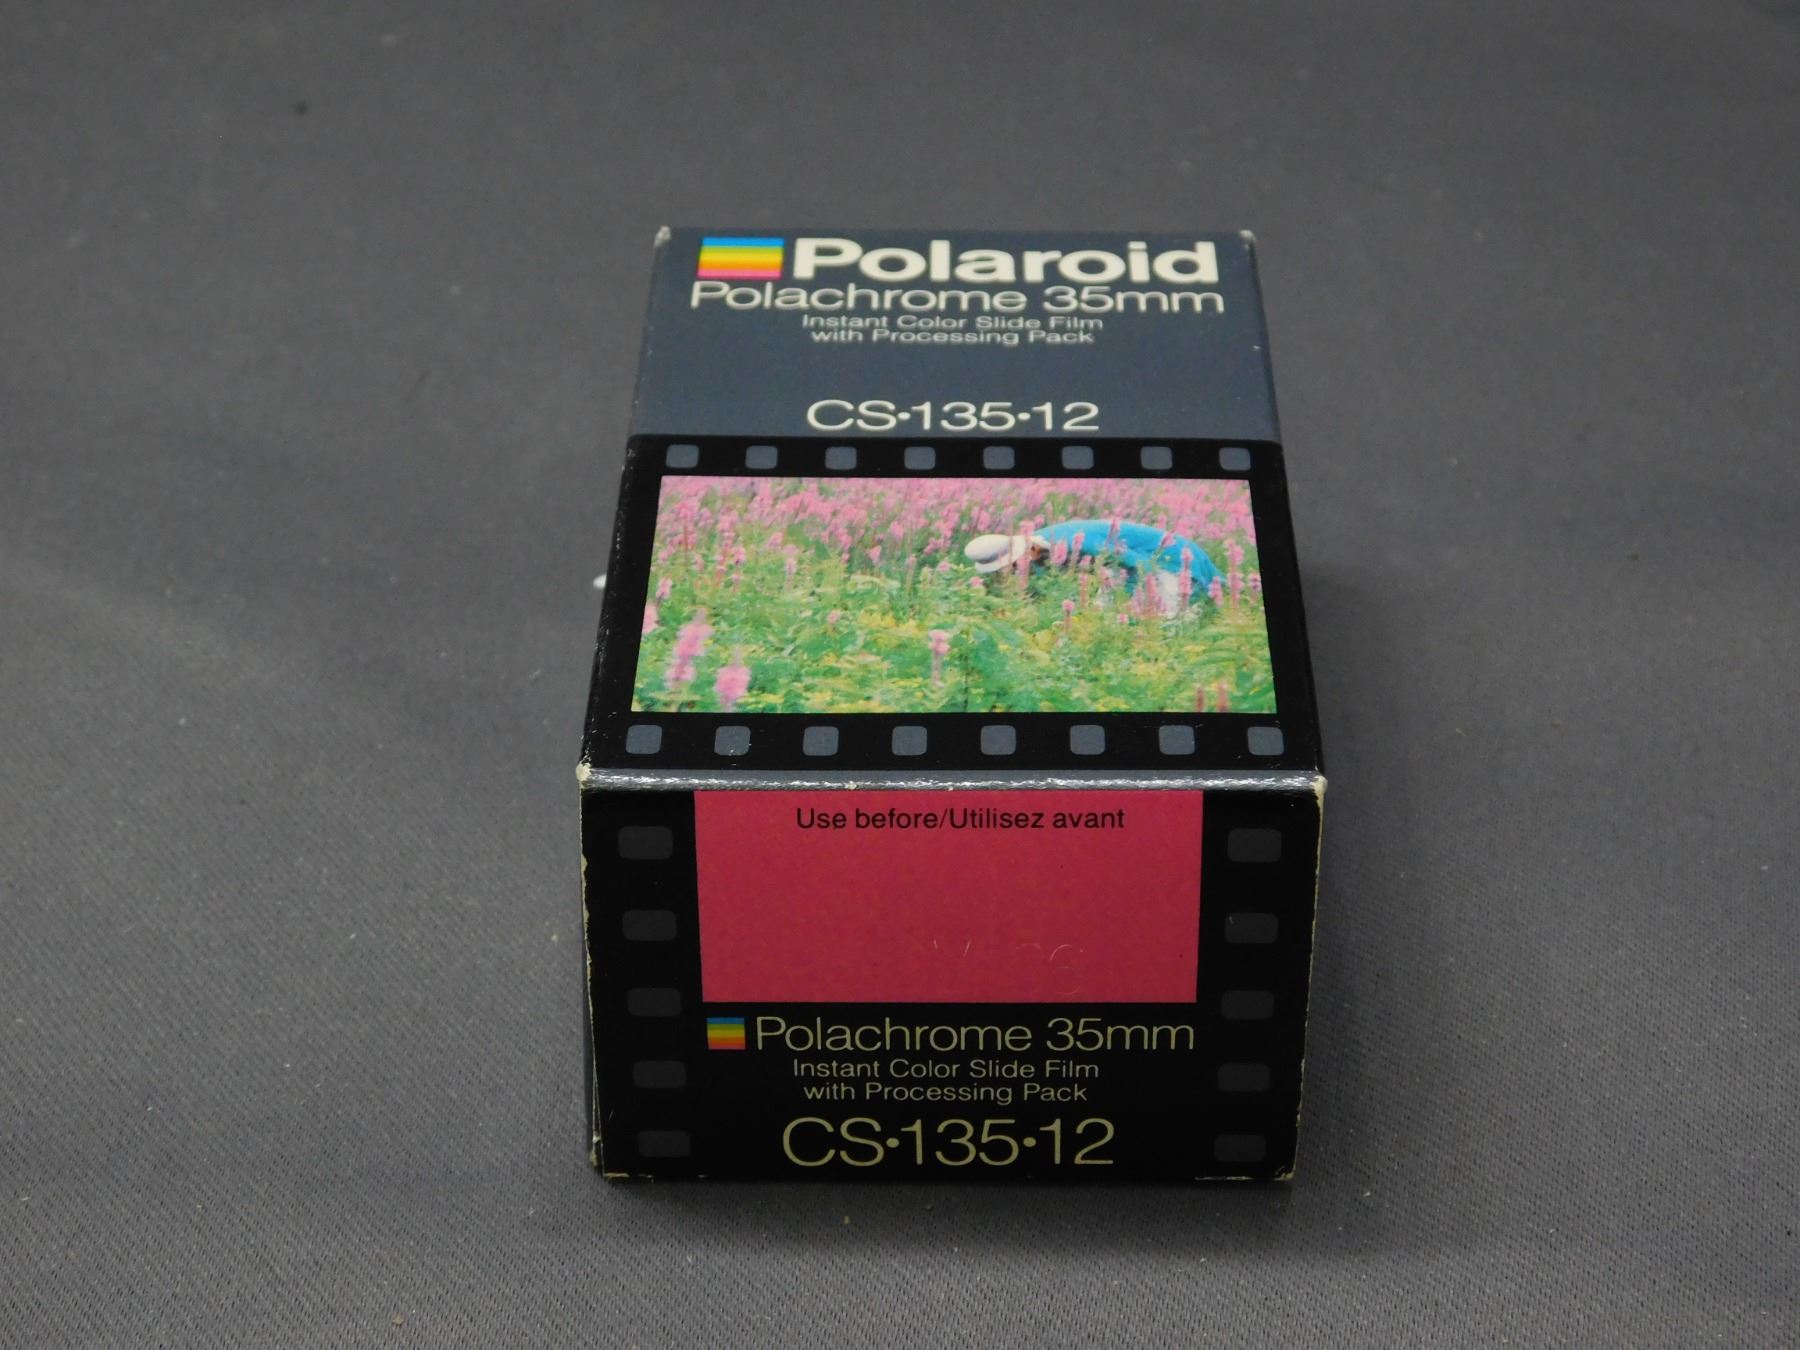 Polaroid
Polachrome 35mm
Instant Color Slide Film
with Processing Pack
CS•135•12
Use before/Utilisez avant
Polachrome 35mm
Instant Color Slide Film
with Processing Pack
CS•135•12